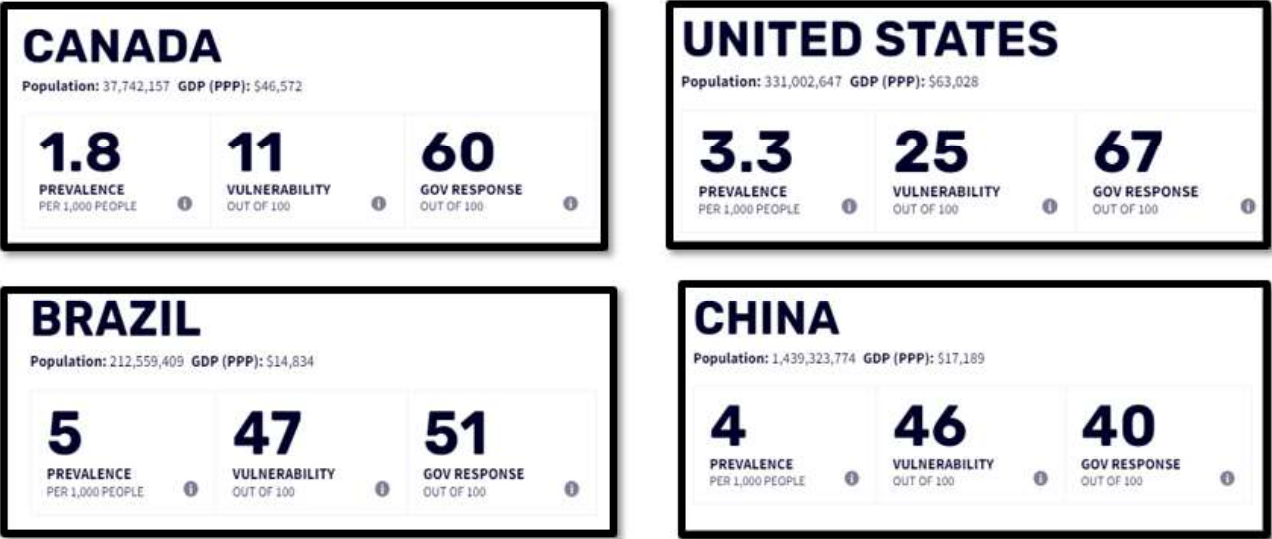 CANADA
Population: 37,742,157 GDP (PPP): $46,572
1.8
PREVALENCE
PER 1,000 PEOPLE
11
VULNERABILITY
OUT OF 100
60
GOV RESPONSE
OUT OF 100
UNITED STATES
Population: 331,002,647 GDP (PPP): $63,028
3.3
PREVALENCE
PER 1,000 PEOPLE
25
VULNERABILITY
OUT OF 100
67
GOV RESPONSE
OUT OF 100
BRAZIL
Population: 212,559,409 GDP (PPP): $14,834
5
PREVALENCE
PER 1,000 PEOPLE
47
VULNERABILITY
OUT OF 100
51
GOV RESPONSE
OUT OF 100
CHINA
Population: 1,439,323,774 GDP (PPP): $17,189
4
PREVALENCE
PER 1,000 PEOPLE
46
VULNERABILITY
OUT OF 100
40
GOV RESPONSE
OUT OF 100